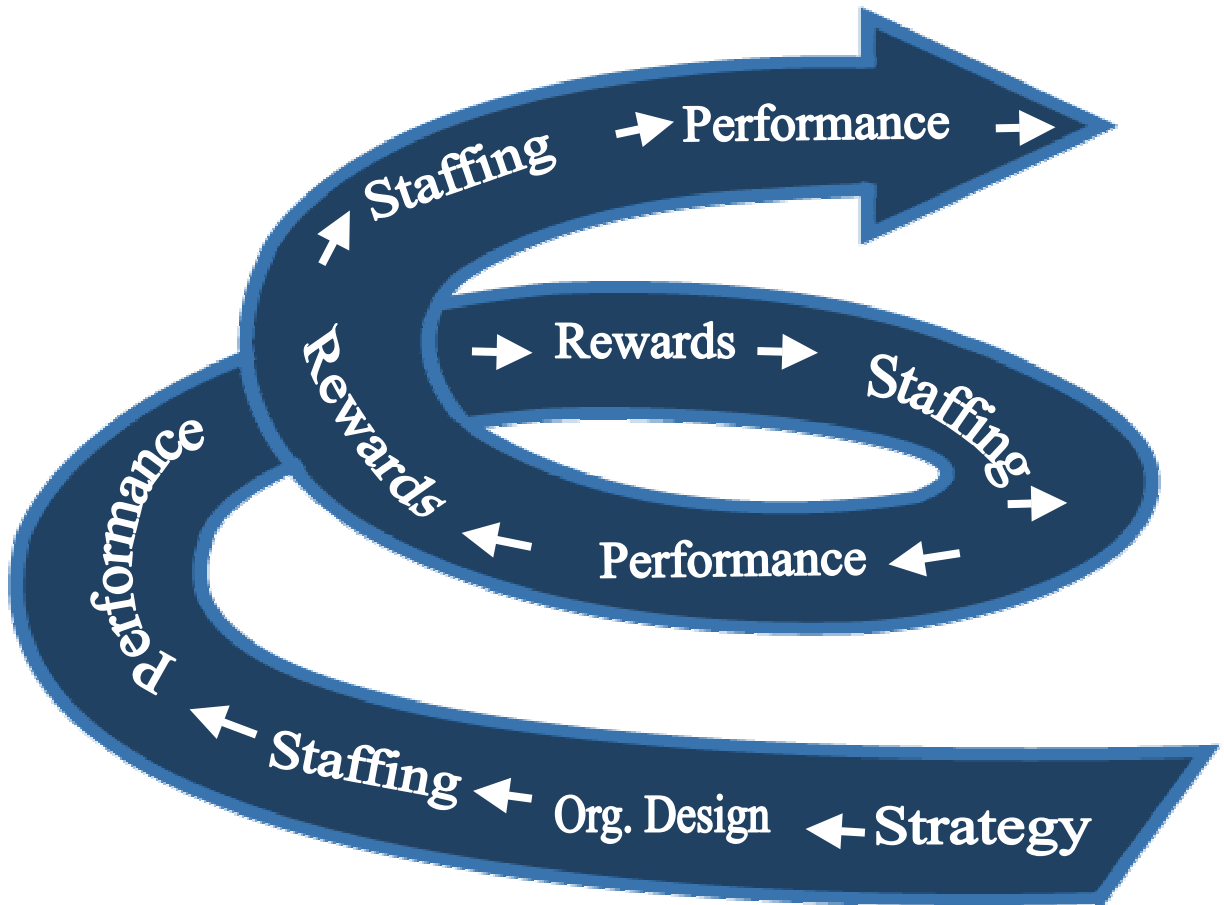 Strategy
Org. Design
Staffing
Performance
Rewards
Staffing
Performance
Rewards
Staffing
Performance